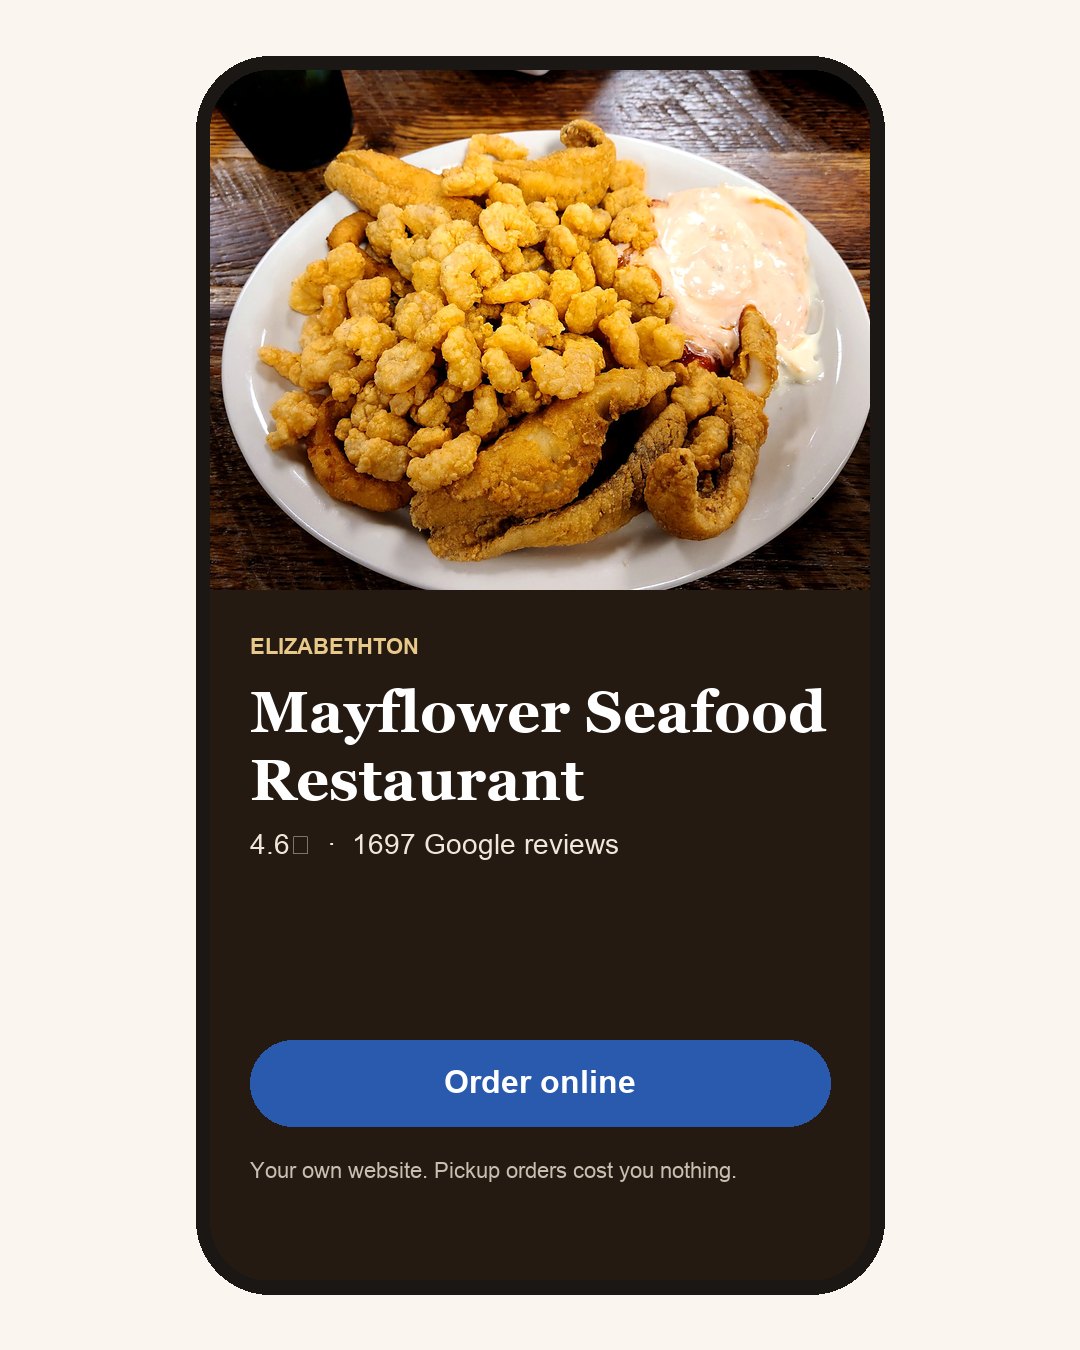 ELIZABETHTON
Mayflower Seafood
Restaurant
4.6□ · 1697 Google reviews
Order online
Your own website. Pickup orders cost you nothing.